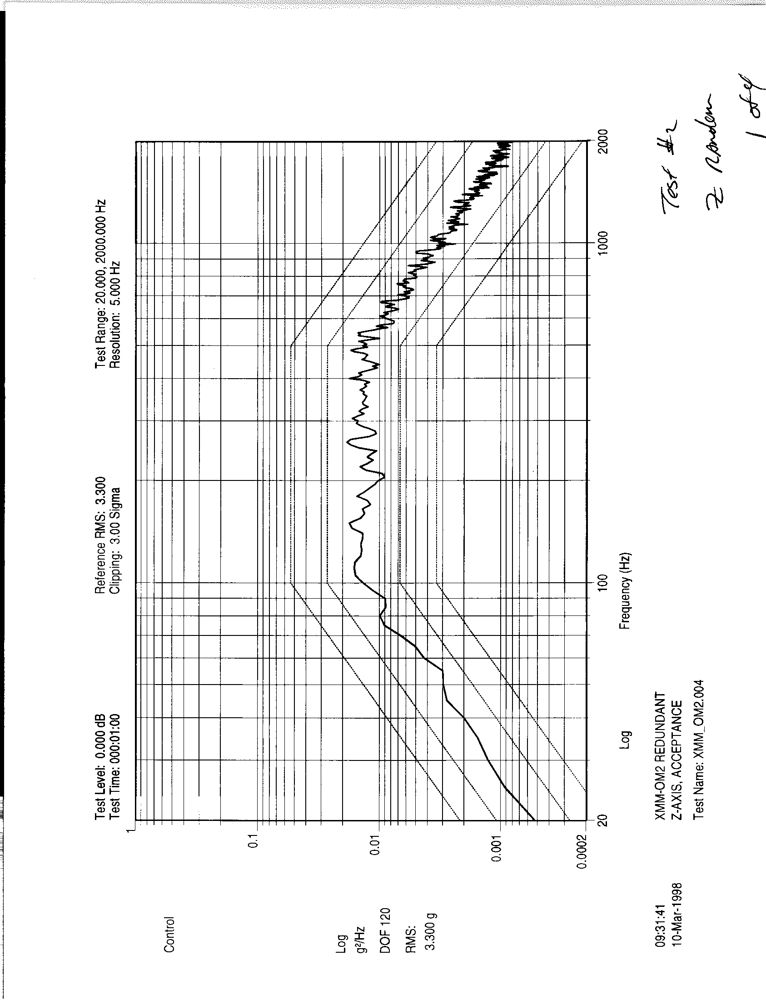 Test Level: 0.000 dB
Test Time: 000:01:00
Reference RMS: 3.300
Clipping: 3.00 Sigma
Test Range: 20.000, 2000.000 Hz
Resolution: 5.000 Hz
Control
Log
g²/Hz
DOF 120
RMS:
3.300 g
1
0.1
0.01
0.001
0.0002
20
100
1000
2000
Log
Frequency (Hz)
09:31:41
10-Mar-1998
XMM-OM2 REDUNDANT
Z-AXIS, ACCEPTANCE
Test Name: XMM_OM2.004
Test #2
Z Random
1 of 4